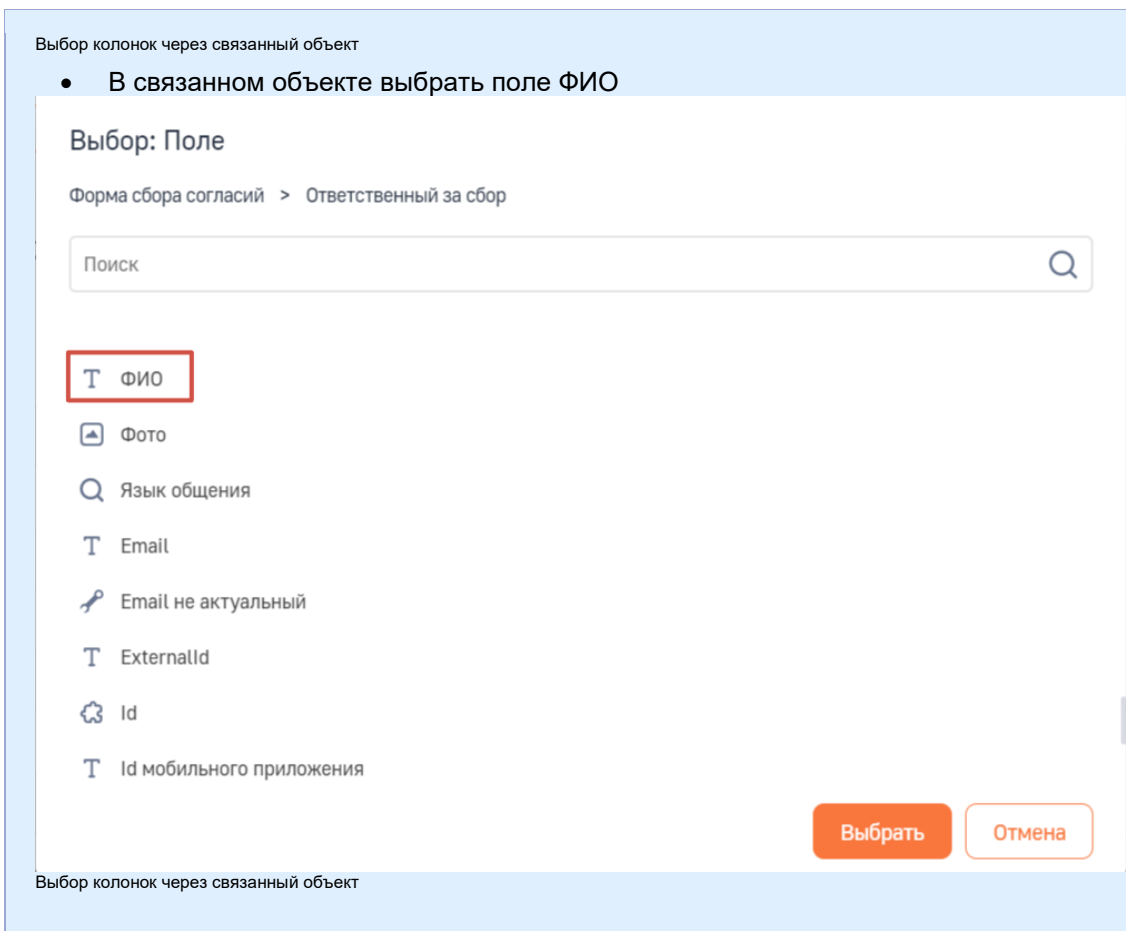 Выбор колонок через связанный объект
• В связанном объекте выбрать поле ФИО
Выбор: Поле
Форма сбора согласий > Ответственный за сбор
Поиск
ФИО
Фото
Язык общения
Email
Email не актуальный
ExternalId
Id
Id мобильного приложения
Выбрать Отмена
Выбор колонок через связанный объект